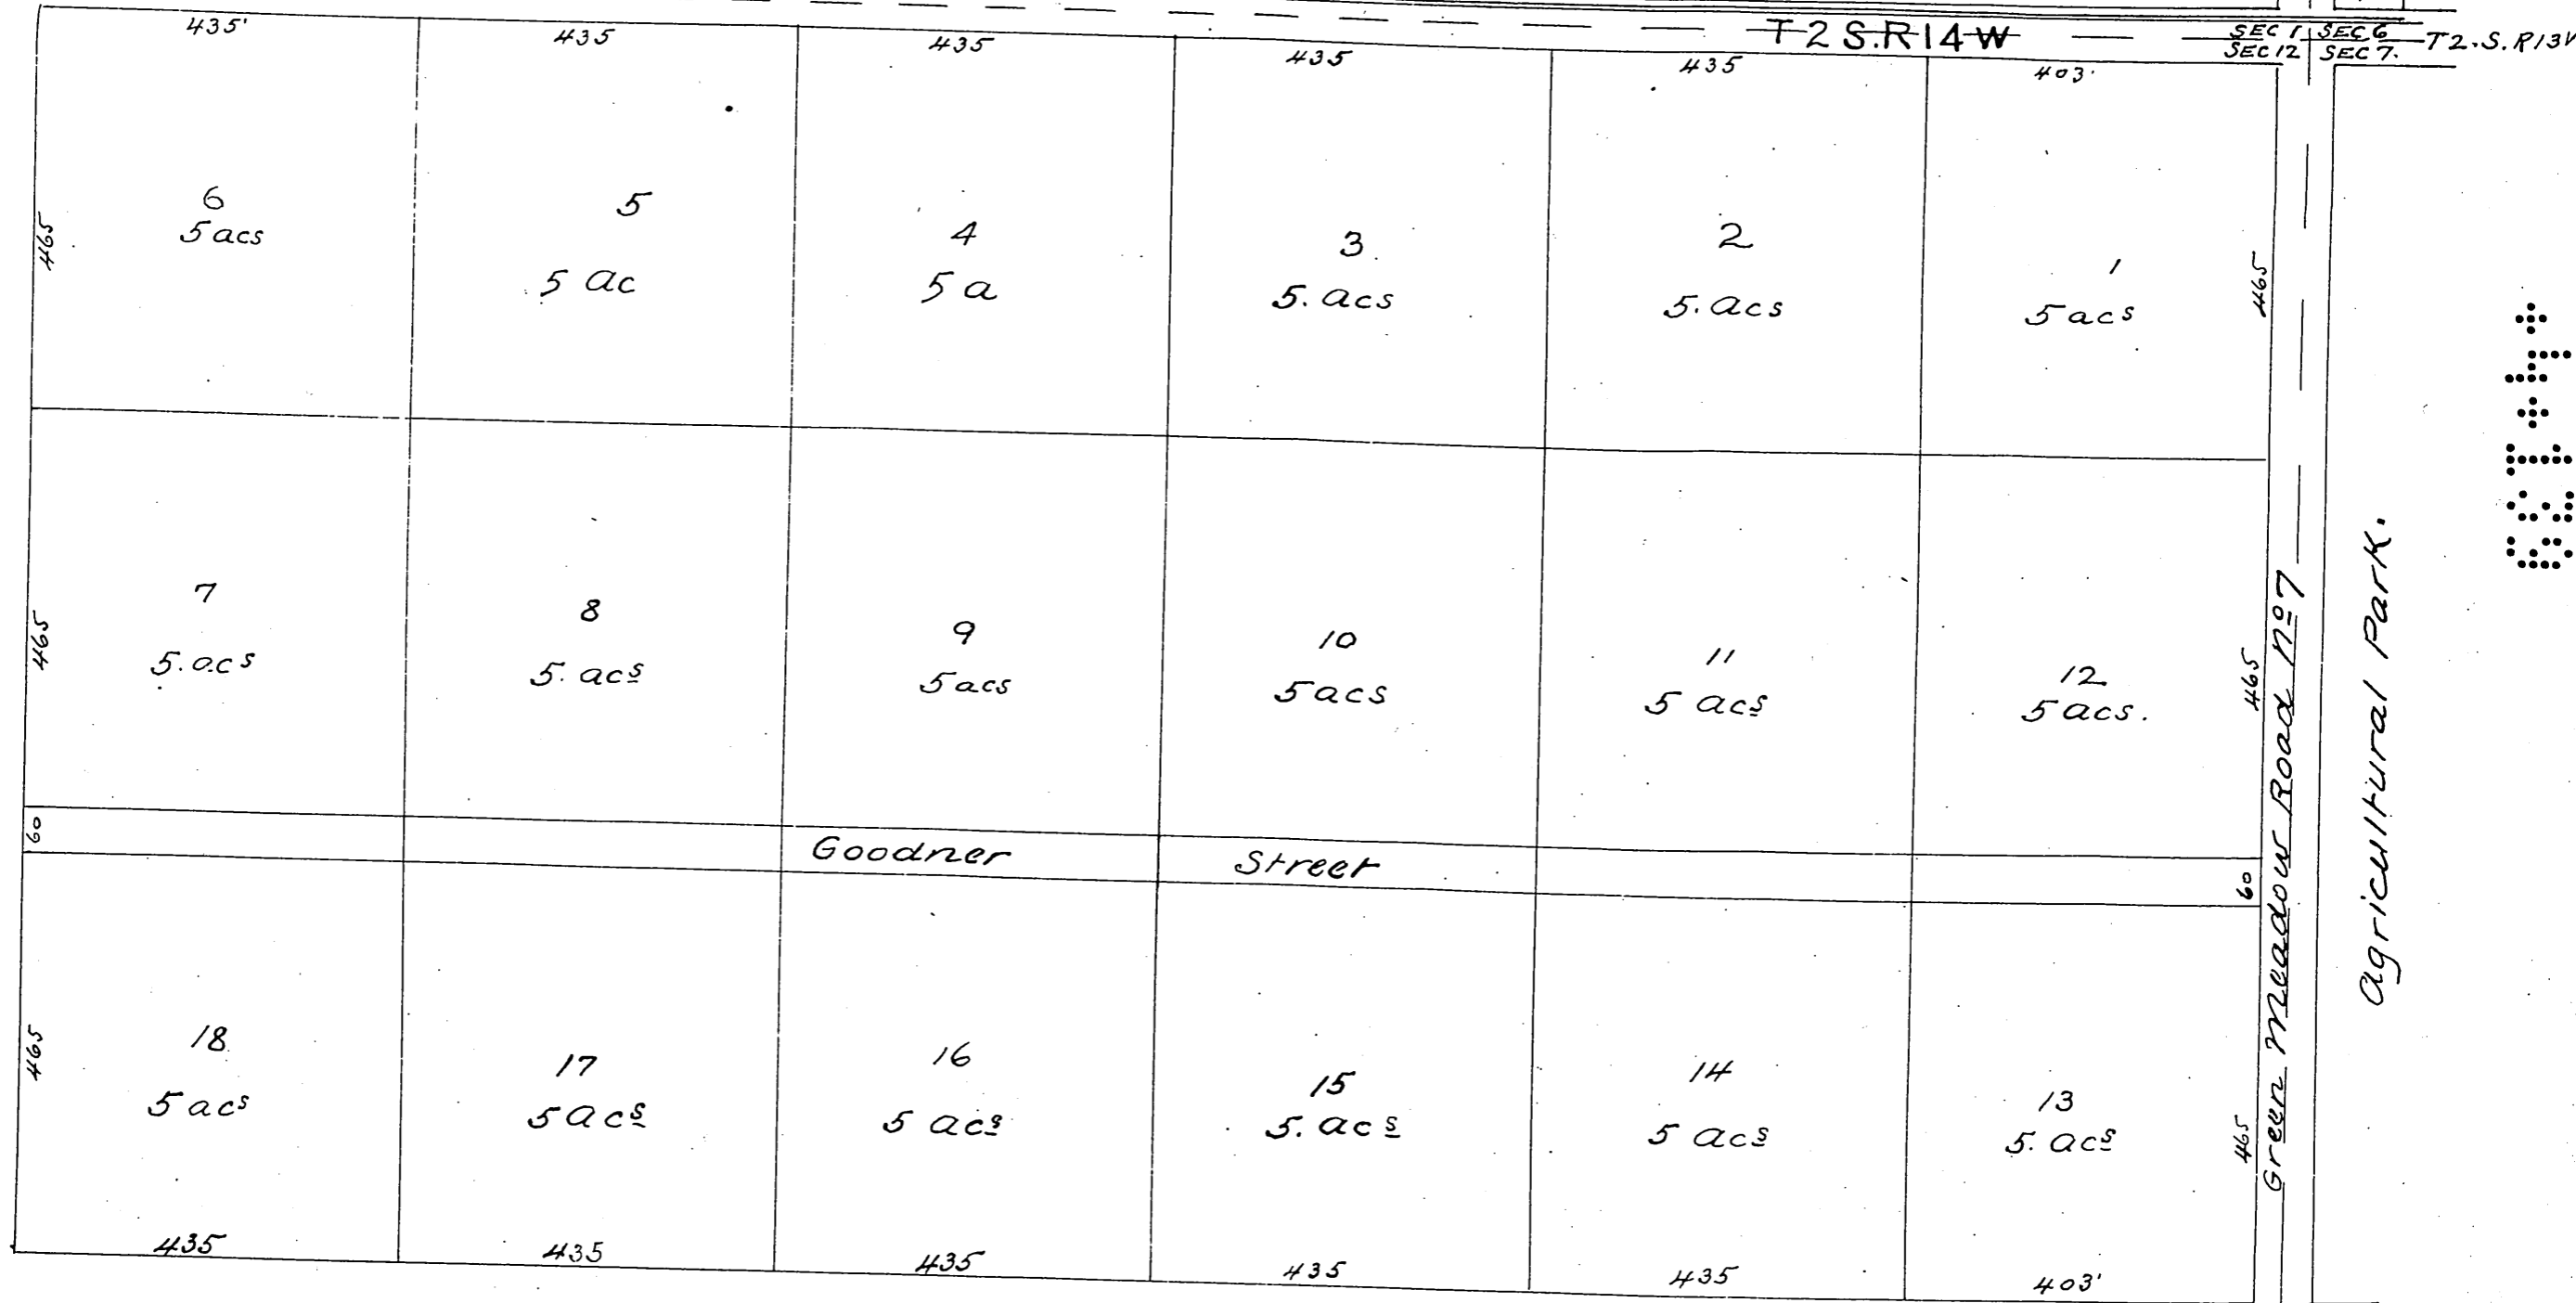 T 2 S. R 14 W
SEC 1 SEC 6
SEC 12 SEC 7.
T 2. S. R 13 W
435' 435 435 435 435 403'
465 465
6
5 acs
5
5 ac
4
5 a
3.
5. acs
2
5. acs
1
5 acs
465 465
7
5. acs
8
5. acs
9
5 acs
10
5 acs
11
5 acs
12
5 acs.
60 60
Goodner Street
465 465
18
5 acs
17
5 acs
16
5 acs
15
5. acs
14
5 acs
13
5. acs
435 435 435 435 435 403'
Green Meadow Road No 7
Agricultural Park.